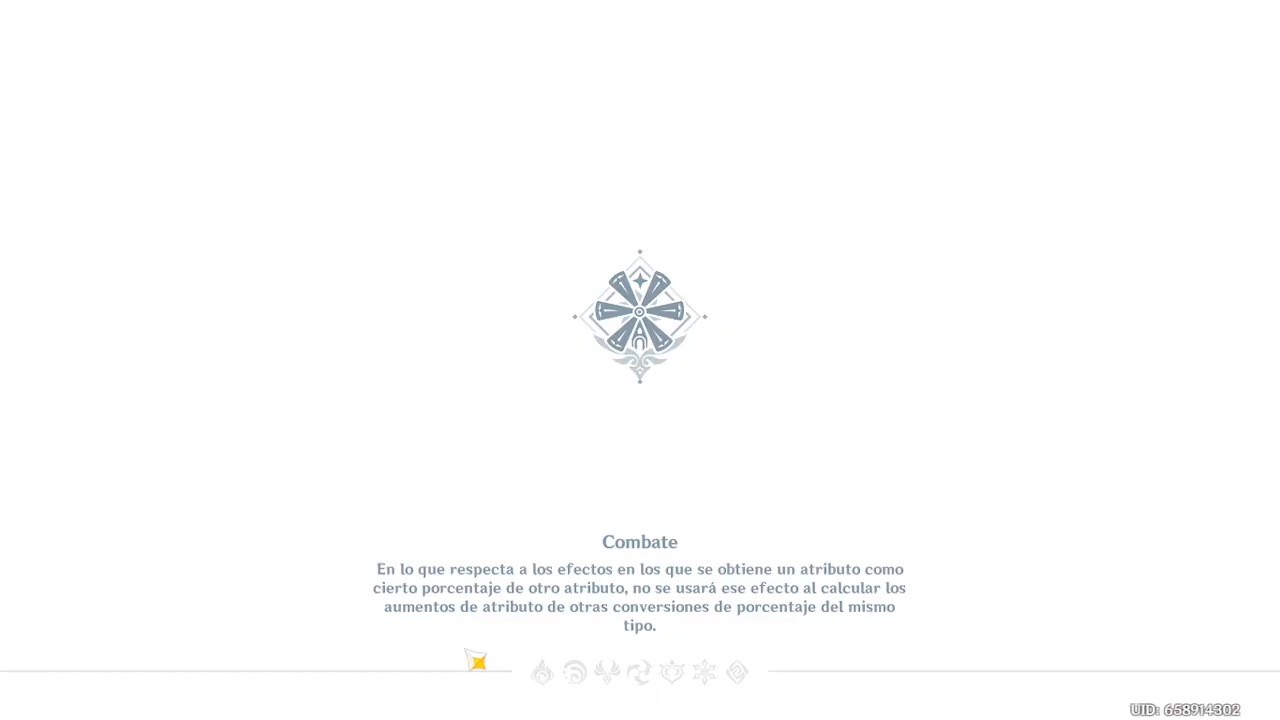 Combate
En lo que respecta a los efectos en los que se obtiene un atributo como
cierto porcentaje de otro atributo, no se usará ese efecto al calcular los
aumentos de atributo de otras conversiones de porcentaje del mismo
tipo.
UID: 658914302